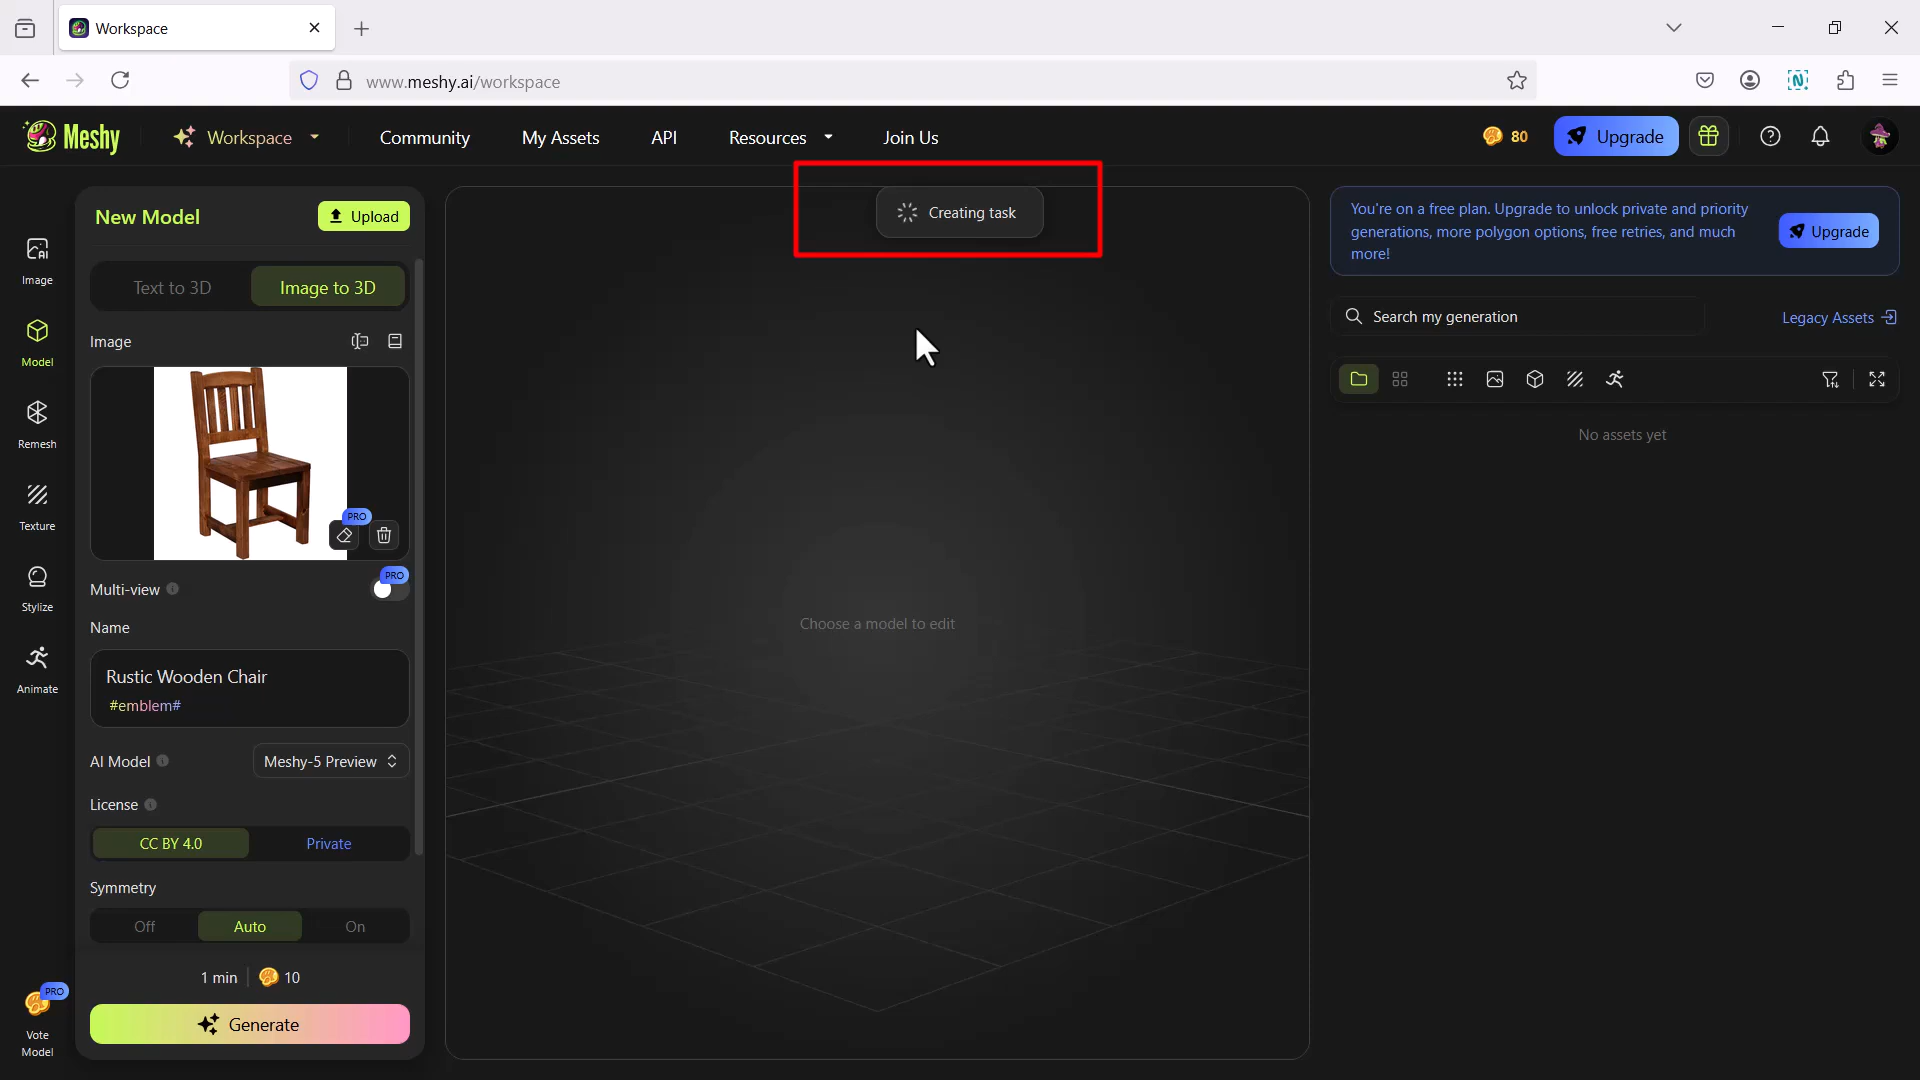 Workspace
www.meshy.ai/workspace
Meshy
Workspace
Community
My Assets
API
Resources
Join Us
80
Upgrade
New Model
Upload
Creating task
You're on a free plan. Upgrade to unlock private and priority
generations, more polygon options, free retries, and much
more!
Upgrade
Image
Model
Remesh
Texture
Stylize
Animate
PRO
Vote
Model
Text to 3D
Image to 3D
Image
PRO
Multi-view
PRO
Name
Rustic Wooden Chair
#emblem#
AI Model
Meshy-5 Preview
License
CC BY 4.0
Private
Symmetry
Off
Auto
On
1 min
10
Generate
Choose a model to edit
Search my generation
Legacy Assets
No assets yet